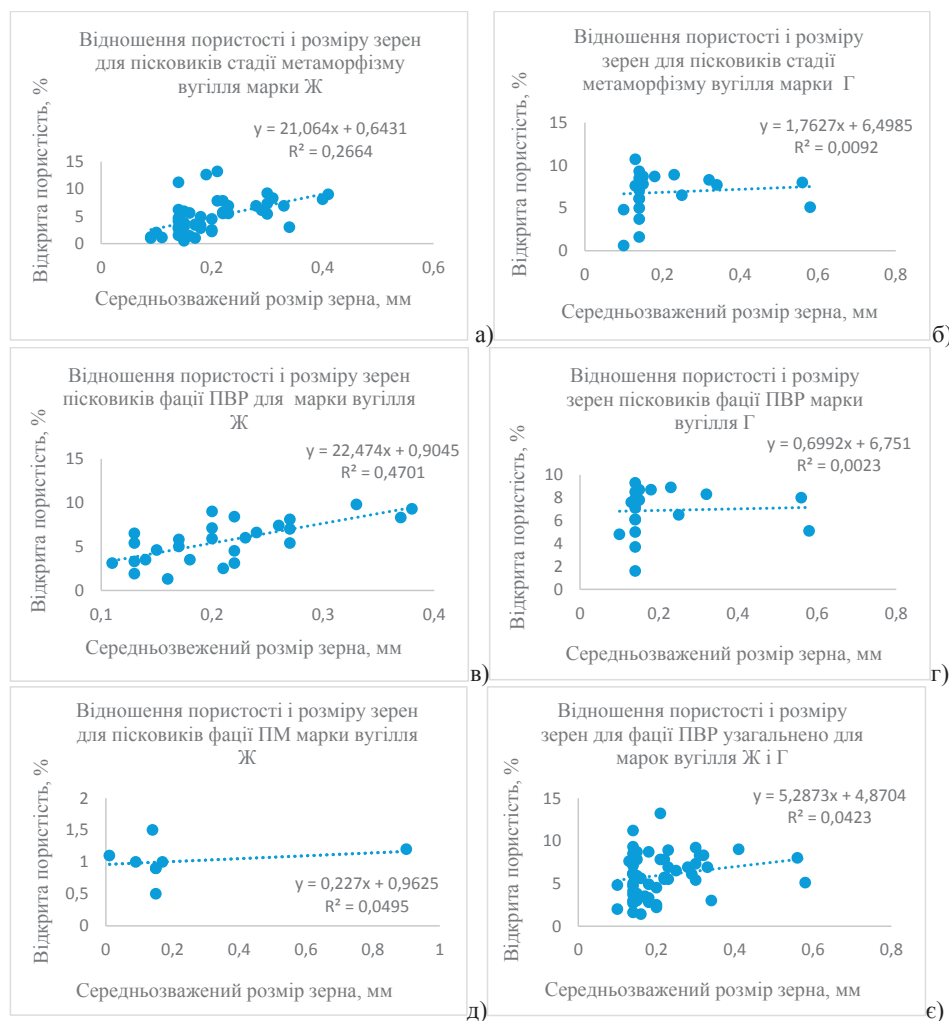 Відношення пористості і розміру зерен
для пісковиків стадії метаморфізму
вугілля марки Ж
y = 21,064x + 0,6431
R² = 0,2664
Відкрита пористість, %
15
10
5
0
0
0,2
0,4
0,6
Середньозважений розмір зерна, мм
а)
Відношення пористості і розміру
зерен для пісковиків стадії
метаморфізму вугілля марки Г
y = 1,7627x + 6,4985
R² = 0,0092
Відкрита пористість, %
15
10
5
0
0
0,2
0,4
0,6
0,8
Середньозважений розмір зерна, мм
б)
Відношення пористості і розміру зерен
пісковиків фації ПВР для марки вугілля
Ж
y = 22,474x + 0,9045
R² = 0,4701
Відкрита пористість, %
15
10
5
0
0,1
0,2
0,3
0,4
Середньозвежений розмір зерна, мм
в)
Відношення пористості і розміру
зерен пісковиків фації ПВР марки
вугілля Г
y = 0,6992x + 6,751
R² = 0,0023
Відкрита пористість, %
10
8
6
4
2
0
0
0,2
0,4
0,6
0,8
Середньозважений розмір зерна, мм
г)
Відношення пористості і розміру зерен
для пісковиків фації ПМ марки вугілля
Ж
Відкрита пористість, %
2
1,5
1
0,5
0
y = 0,227x + 0,9625
R² = 0,0495
0
0,2
0,4
0,6
0,8
1
Середньозважений розмір зерна, мм
д)
Відношення пористості і розміру
зерен для фації ПВР узагальнено для
марок вугілля Ж і Г
y = 5,2873x + 4,8704
R² = 0,0423
Відкрита пористість, %
15
10
5
0
0
0,2
0,4
0,6
0,8
Середньозважений розмір зерна, мм
є)